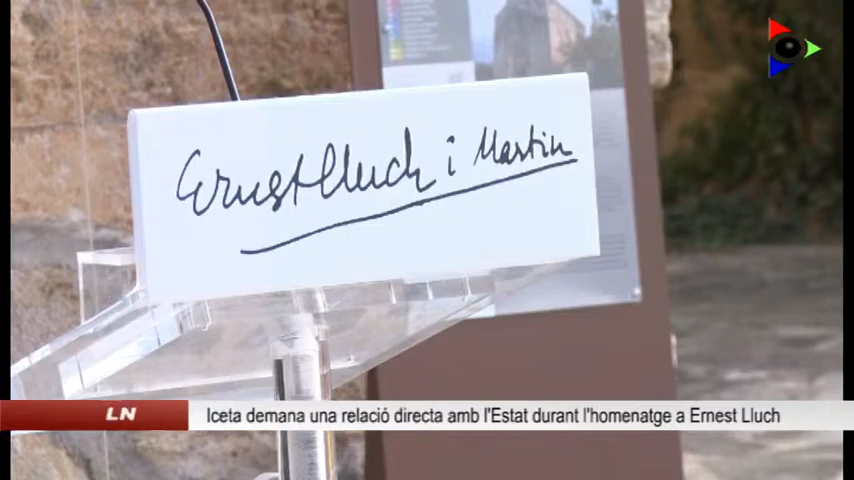 Ernest Lluch i Martin
LN
Iceta demana una relació directa amb l'Estat durant l'homenatge a Ernest Lluch